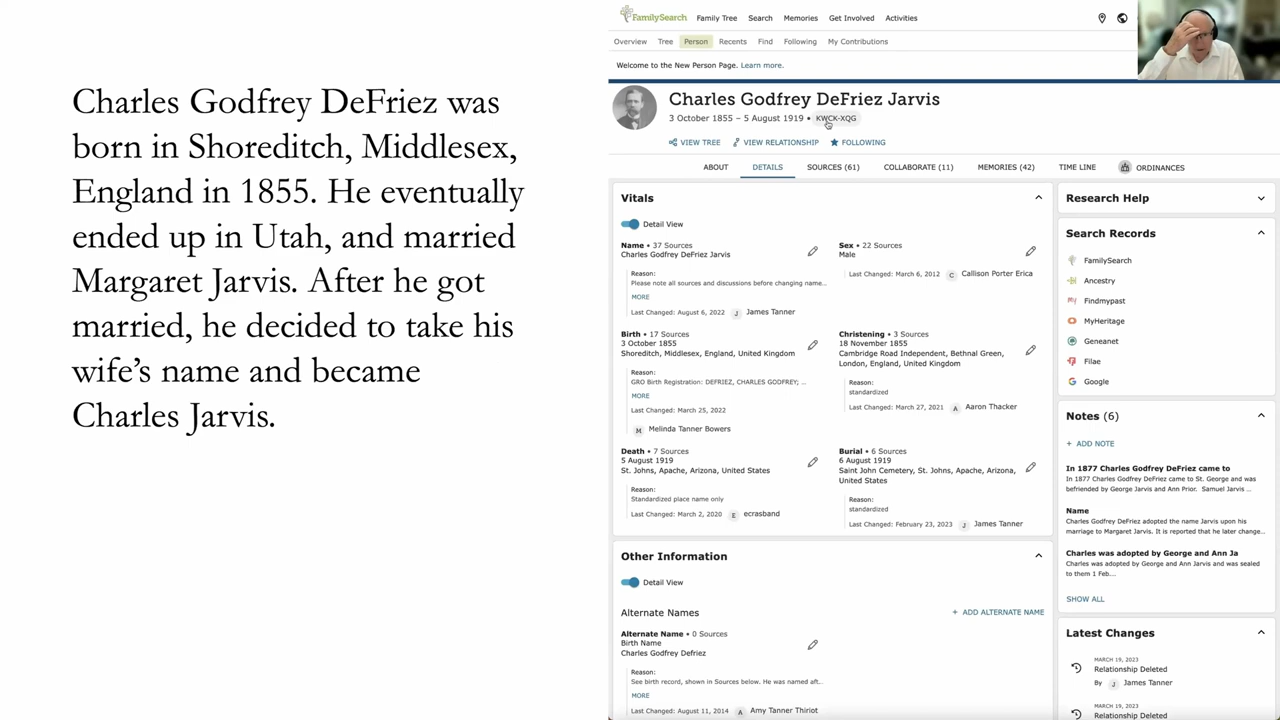 Charles Godfrey DeFriez was
born in Shoreditch, Middlesex,
England in 1855. He eventually
ended up in Utah, and married
Margaret Jarvis. After he got
married, he decided to take his
wife’s name and became
Charles Jarvis.
FamilySearch
Family Tree Search Memories Get Involved Activities
Overview Tree Person Recents Find Following My Contributions
Welcome to the New Person Page. Learn more.
Charles Godfrey DeFriez Jarvis
3 October 1855 – 5 August 1919 • KWCK-XQG
VIEW TREE VIEW RELATIONSHIP FOLLOWING
ABOUT DETAILS SOURCES (61) COLLABORATE (11) MEMORIES (42) TIME LINE ORDINANCES
Vitals
Detail View
Name • 37 Sources
Charles Godfrey DeFriez Jarvis
Reason:
Please note all sources and discussions before changing name...
MORE
Last Changed: August 6, 2022 J James Tanner
Sex • 22 Sources
Male
Last Changed: March 6, 2012 C Callison Porter Erica
Birth • 17 Sources
3 October 1855
Shoreditch, Middlesex, England, United Kingdom
Reason:
GRO Birth Registration: DEFRIEZ, CHARLES GODFREY; ...
MORE
Last Changed: March 25, 2022
M Melinda Tanner Bowers
Christening • 3 Sources
18 November 1855
Cambridge Road Independent, Bethnal Green,
London, England, United Kingdom
Reason:
standardized
Last Changed: March 27, 2021 A Aaron Thacker
Death • 7 Sources
5 August 1919
St. Johns, Apache, Arizona, United States
Reason:
Standardized place name only
Last Changed: March 2, 2020 E ecrasband
Burial • 6 Sources
6 August 1919
Saint John Cemetery, St. Johns, Apache, Arizona,
United States
Reason:
standardized
Last Changed: February 23, 2023 J James Tanner
Other Information
Detail View
Alternate Names
+ ADD ALTERNATE NAME
Alternate Name • 0 Sources
Birth Name
Charles Godfrey Defriez
Reason:
See birth record, shown in Sources below. He was named aft...
MORE
Last Changed: August 11, 2014 A Amy Tanner Thiriot
Research Help
Search Records
FamilySearch
Ancestry
Findmypast
MyHeritage
Geneanet
Filae
Google
Notes (6)
+ ADD NOTE
In 1877 Charles Godfrey DeFriez came to
In 1877 Charles Godfrey DeFriez came to St. George and was
befriended by George Jarvis and Ann Prior. Samuel Jarvis ...
Name
Charles Godfrey DeFriez adopted the name Jarvis upon his
marriage to Margaret Jarvis. It is reported that he later change...
Charles was adopted by George and Ann Ja
Charles was adopted by George and Ann Jarvis and was sealed
to them 1 Feb....
SHOW ALL
Latest Changes
MARCH 19, 2023
Relationship Deleted
By J James Tanner
MARCH 19, 2023
Relationship Deleted